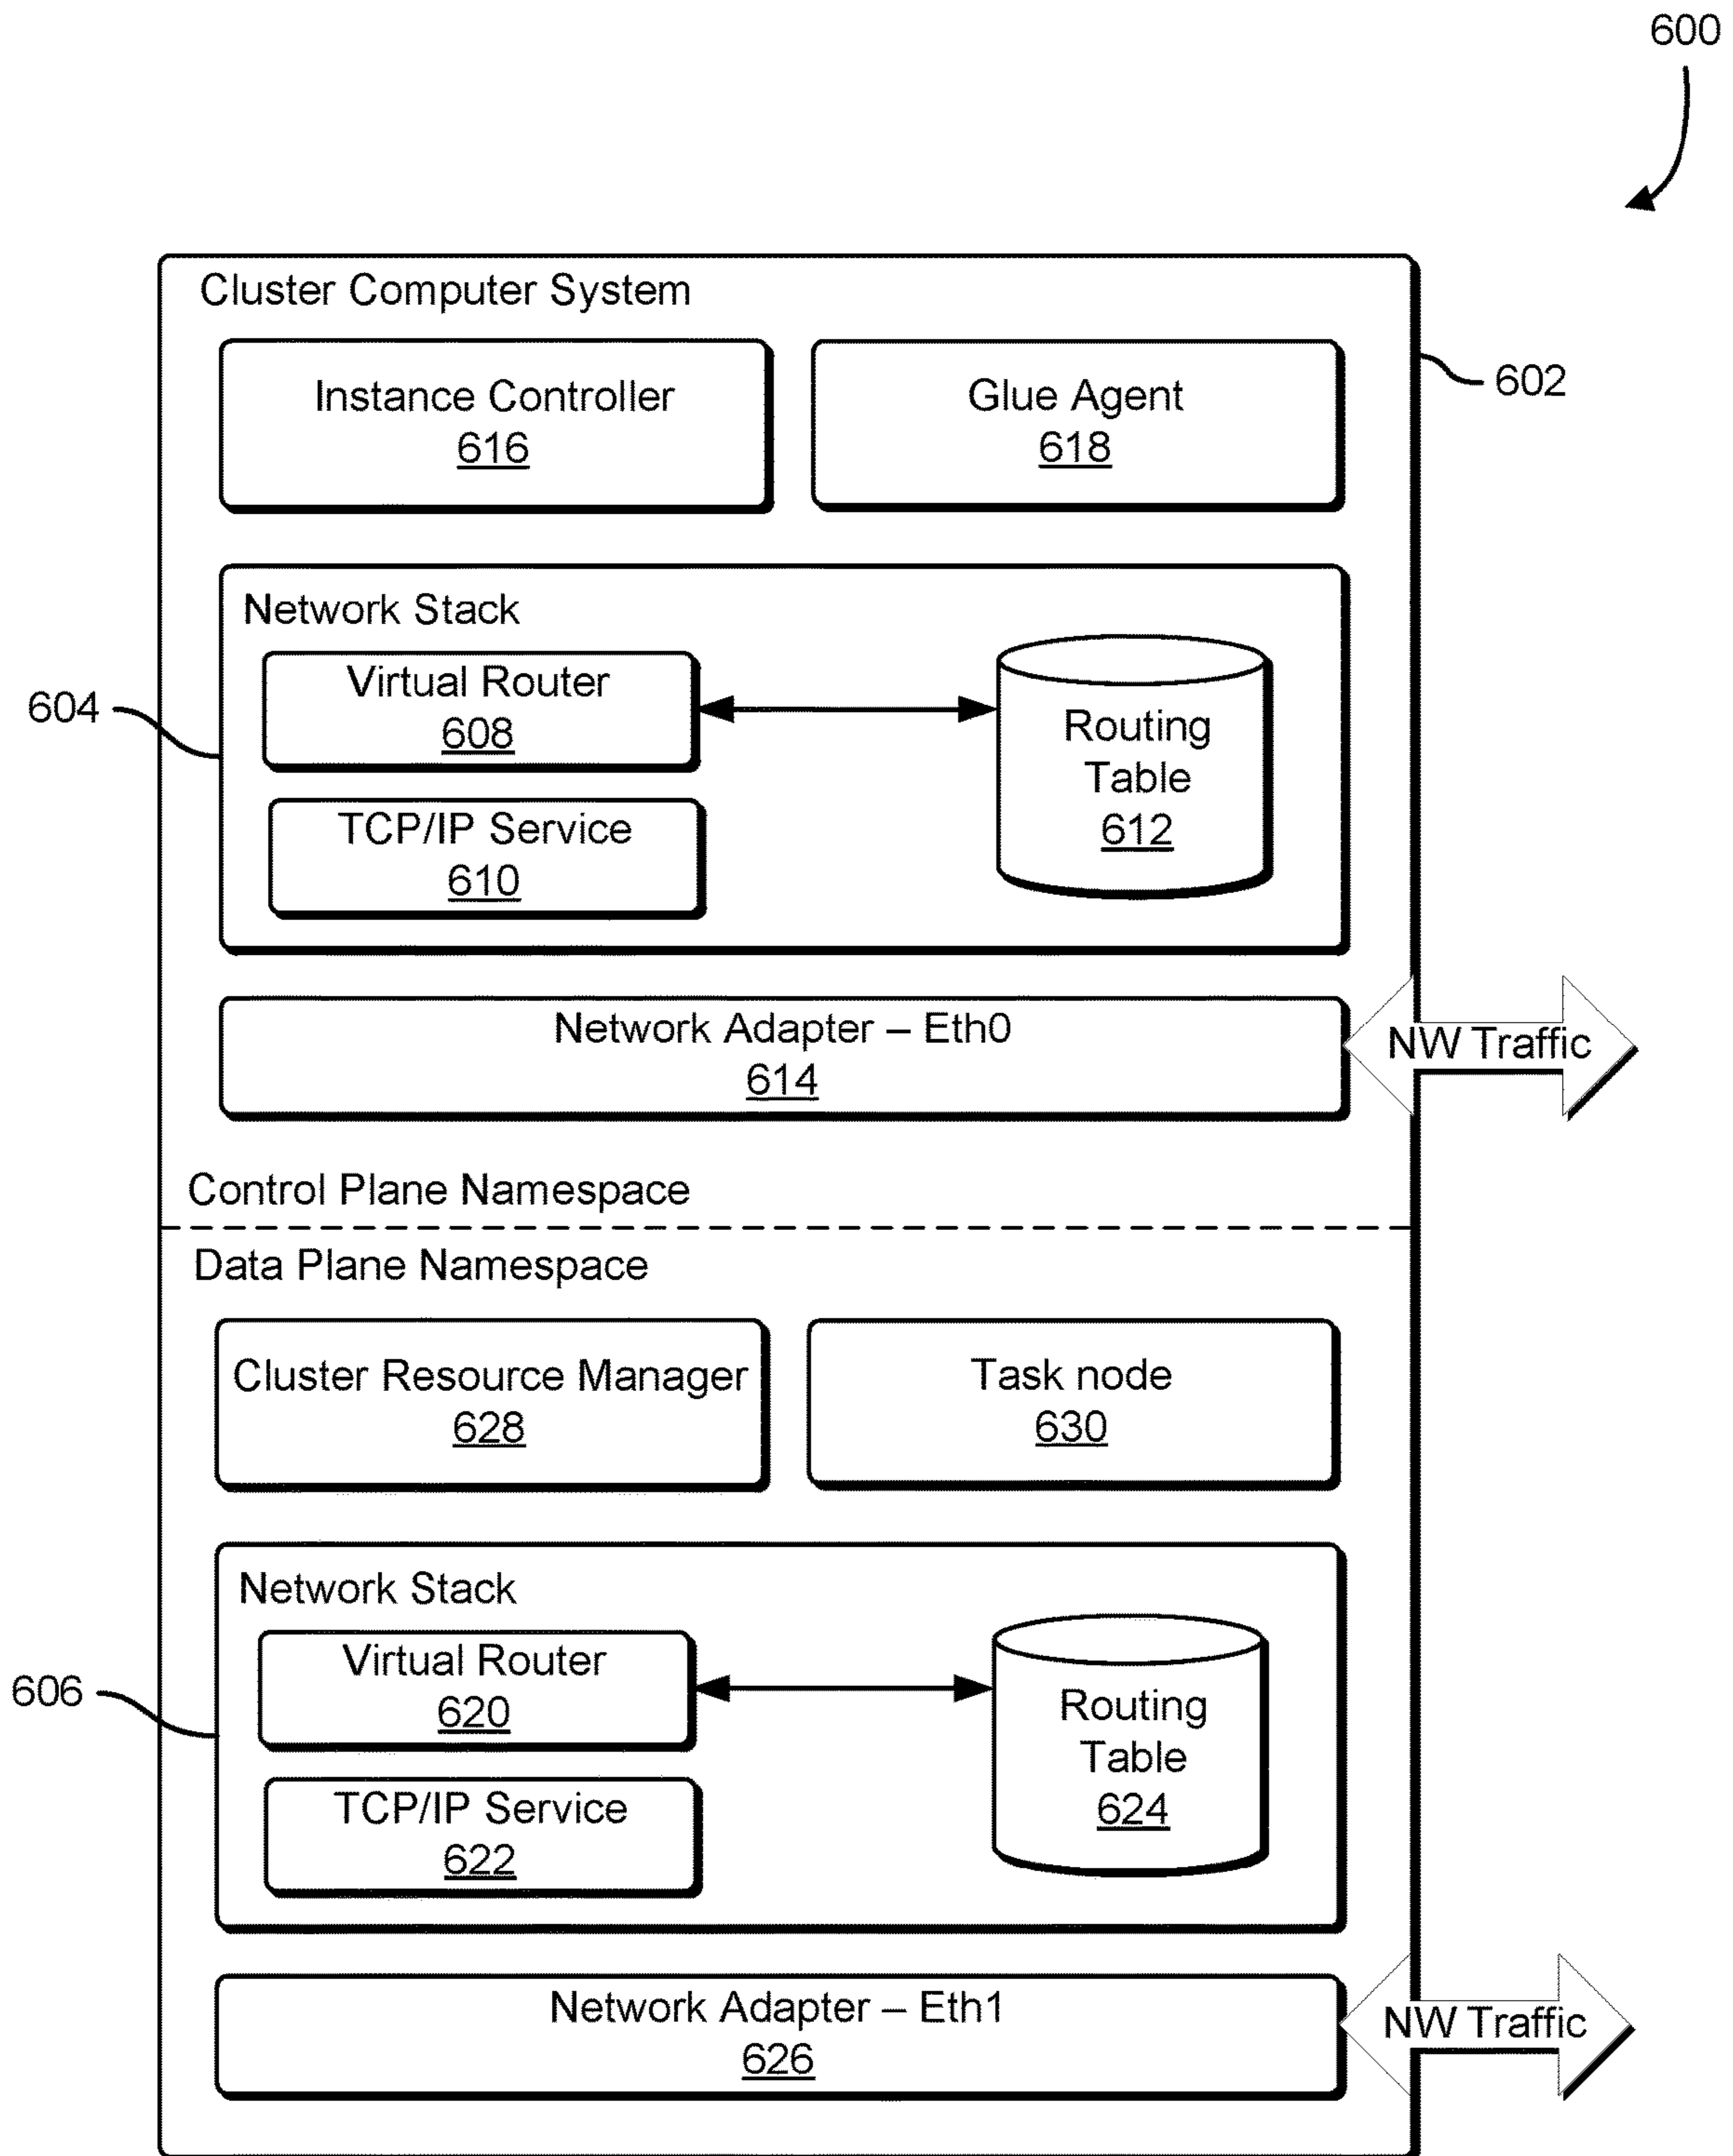 600
Cluster Computer System
Instance Controller
616
Glue Agent
618
602
Network Stack
Virtual Router
608
TCP/IP Service
610
Routing
Table
612
604
Network Adapter – Eth0
614
NW Traffic
Control Plane Namespace
Data Plane Namespace
Cluster Resource Manager
628
Task node
630
Network Stack
Virtual Router
620
TCP/IP Service
622
Routing
Table
624
606
Network Adapter – Eth1
626
NW Traffic